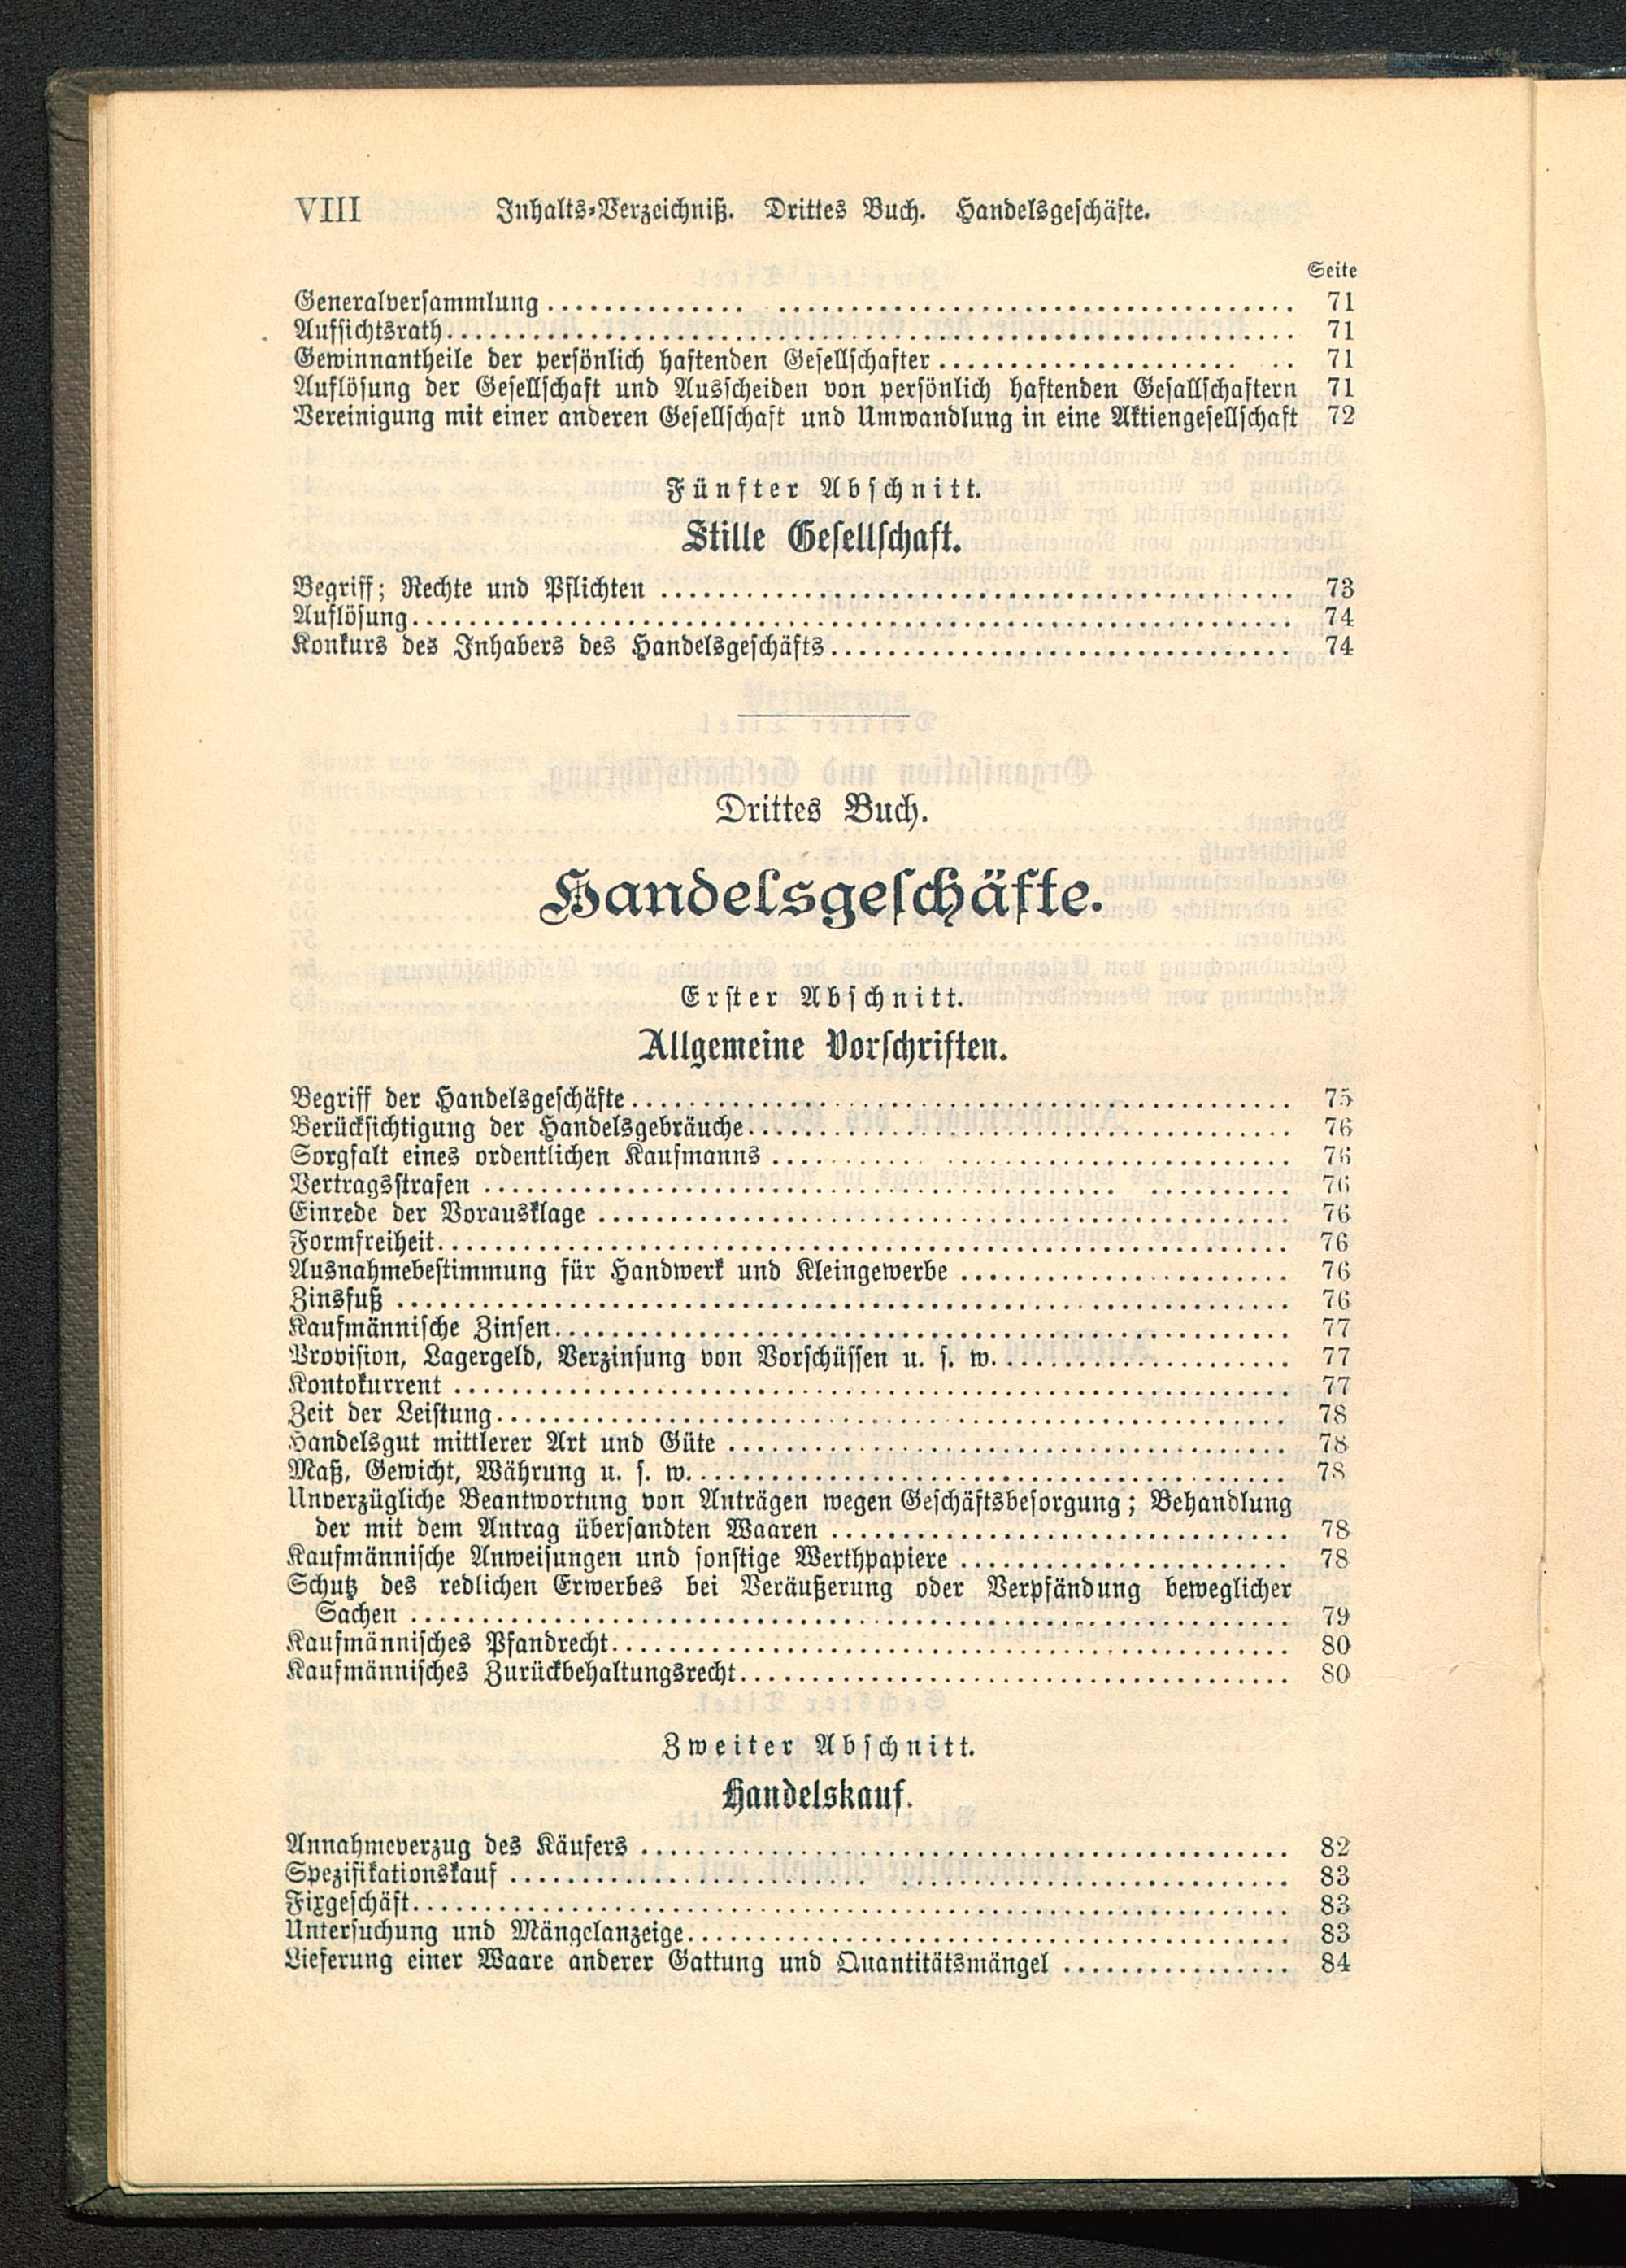 VIII Inhalts-Verzeichniß. Drittes Buch. Handelsgeschäfte.
Seite
Generalversammlung ............ ................................ 71
Aufsichtsrath ................................................ 71
Gewinnantheile der persönlich haftenden Gesellschafter ..................... .. 71
Auflösung der Gesellschaft und Ausscheiden von persönlich haftenden Gesallschaftern 71
Vereinigung mit einer anderen Gesellschaft und Umwandlung in eine Aktiengesellschaft 72
Fünfter Abschnitt.
Stille Gesellschaft.
Begriff; Rechte und Pflichten ........................................ 73
Auflösung ........................................................ 74
Konkurs des Inhabers des Handelsgeschäfts ............................. 74
Drittes Buch.
Handelsgeschäfte.
Erster Abschnitt.
Allgemeine Vorschriften.
Begriff der Handelsgeschäfte ........................................ 75
Berücksichtigung der Handelsgebräuche ................................. 76
Sorgfalt eines ordentlichen Kaufmanns ................................. 76
Vertragsstrafen .................................... .......... 76
Einrede der Vorausklage .......................................... 76
Formfreiheit .................................................... 76
Ausnahmebestimmung für Handwerk und Kleingewerbe ..................... 76
Zinsfuß ........................................................ 76
Kaufmännische Zinsen .............................................. 77
Provision, Lagergeld, Verzinsung von Vorschüssen u. s. w. .................. 77
Kontokurrent .................................................... 77
Zeit der Leistung ................................................ 78
Handelsgut mittlerer Art und Güte .................................... 78
Maß, Gewicht, Währung u. s. w. ...................................... 78
Unverzügliche Beantwortung von Anträgen wegen Geschäftsbesorgung; Behandlung
der mit dem Antrag übersandten Waaren .............................. 78
Kaufmännische Anweisungen und sonstige Werthpapiere ..................... 78
Schutz des redlichen Erwerbes bei Veräußerung oder Verpfändung beweglicher
Sachen ...................................................... 79
Kaufmännisches Pfandrecht .......................................... 80
Kaufmännisches Zurückbehaltungsrecht ................................. 80
Zweiter Abschnitt.
Handelskauf.
Annahmeverzug des Käufers ........................................ 82
Spezifikationskauf ....................... ......................... 83
Fixgeschäft ...................................................... 83
Untersuchung und Mängelanzeige ..................................... 83
Lieferung einer Waare anderer Gattung und Quantitätsmängel ............... 84